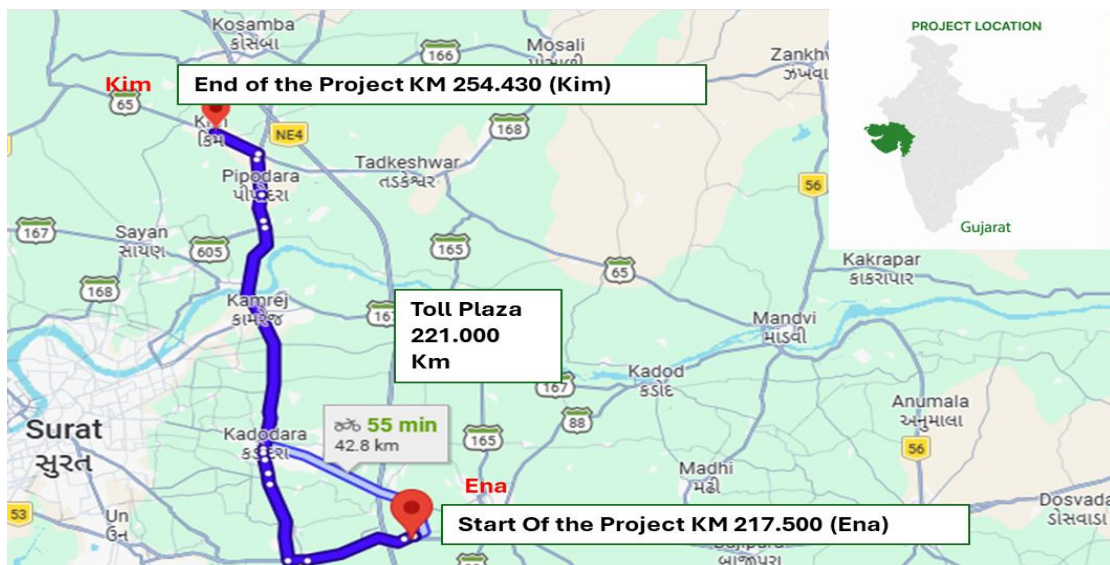 Kosamba
કોસંબા
166
Mosali
મોસાલી
PROJECT LOCATION
Gujarat
Kim
65
End of the Project KM 254.430 (Kim)
કિમ
NE4
168
Tadkeshwar
તડકેશ્વર
Pipodara
પીપોદરા
56
167
Sayan
સાયણ
605
165
65
Kakrapar
કાકરાપાર
168
Kamrej
કામરેજ
Toll Plaza
221.000
Km
Mandvi
માંડવી
167
Kadod
કડોદ
Anumala
અનુમાલા
88
55 min
42.8 km
Surat
સુરત
Kadodara
165
56
Madhi
મઢી
Ena
Dosvada
ડોસવાડા
53
Un
ઉન
Start Of the Project KM 217.500 (Ena)
બાજીપુરા